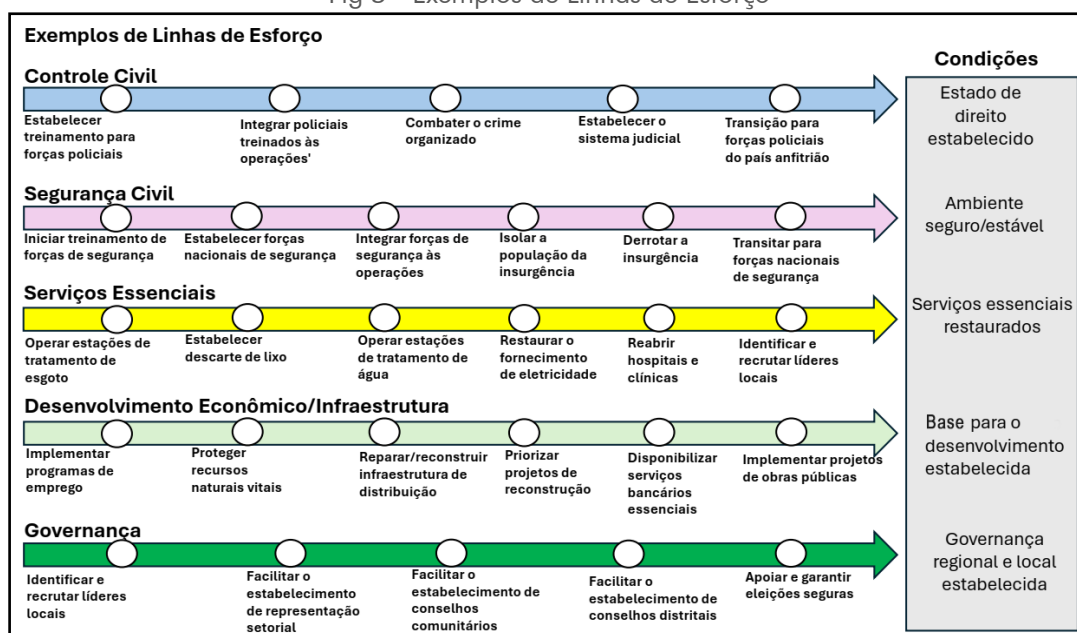 Fig 8 - Exemplos de Linhas de Esforço
Exemplos de Linhas de Esforço
Condições
Controle Civil
Estabelecer
treinamento para
forças policiais
Integrar policiais
treinados às
operações'
Combater o crime
organizado
Estabelecer o
sistema judicial
Transição para
forças policiais
do país anfitrião
Estado de
direito
estabelecido
Segurança Civil
Iniciar treinamento de
forças de segurança
Estabelecer forças
nacionais de segurança
Integrar forças de
segurança às
operações
Isolar a
população da
insurgência
Derrotar a
insurgência
Transitar para
forças nacionais
de segurança
Ambiente
seguro/estável
Serviços Essenciais
Operar estações de
tratamento de
esgoto
Estabelecer
descarte de lixo
Operar estações
de tratamento de
água
Restaurar o
fornecimento
de eletricidade
Reabrir
hospitais e
clínicas
Identificar e
recrutar líderes
locais
Serviços essenciais
restaurados
Desenvolvimento Econômico/Infraestrutura
Implementar
programas de
emprego
Proteger
recursos
naturais vitais
Reparar/reconstruir
infraestrutura de
distribuição
Priorizar
projetos de
reconstrução
Disponibilizar
serviços
bancários
essenciais
Implementar projetos
de obras públicas
Base para o
desenvolvimento
estabelecida
Governança
Identificar e
recrutar líderes
locais
Facilitar o
estabelecimento
de representação
setorial
Facilitar o
estabelecimento de
conselhos
comunitários
Facilitar o
estabelecimento de
conselhos distritais
Apoiar e garantir
eleições seguras
Governança
regional e local
estabelecida